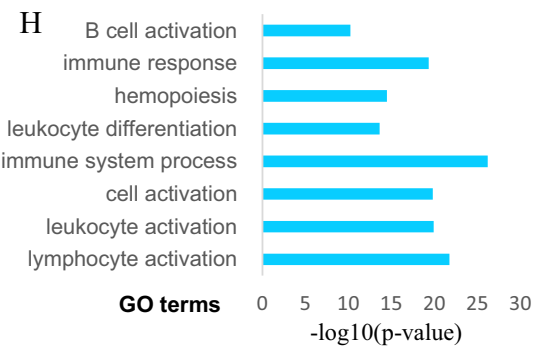 H
B cell activation
immune response
hemopoiesis
leukocyte differentiation
immune system process
cell activation
leukocyte activation
lymphocyte activation
GO terms 0 5 10 15 20 25 30
-log10(p-value)